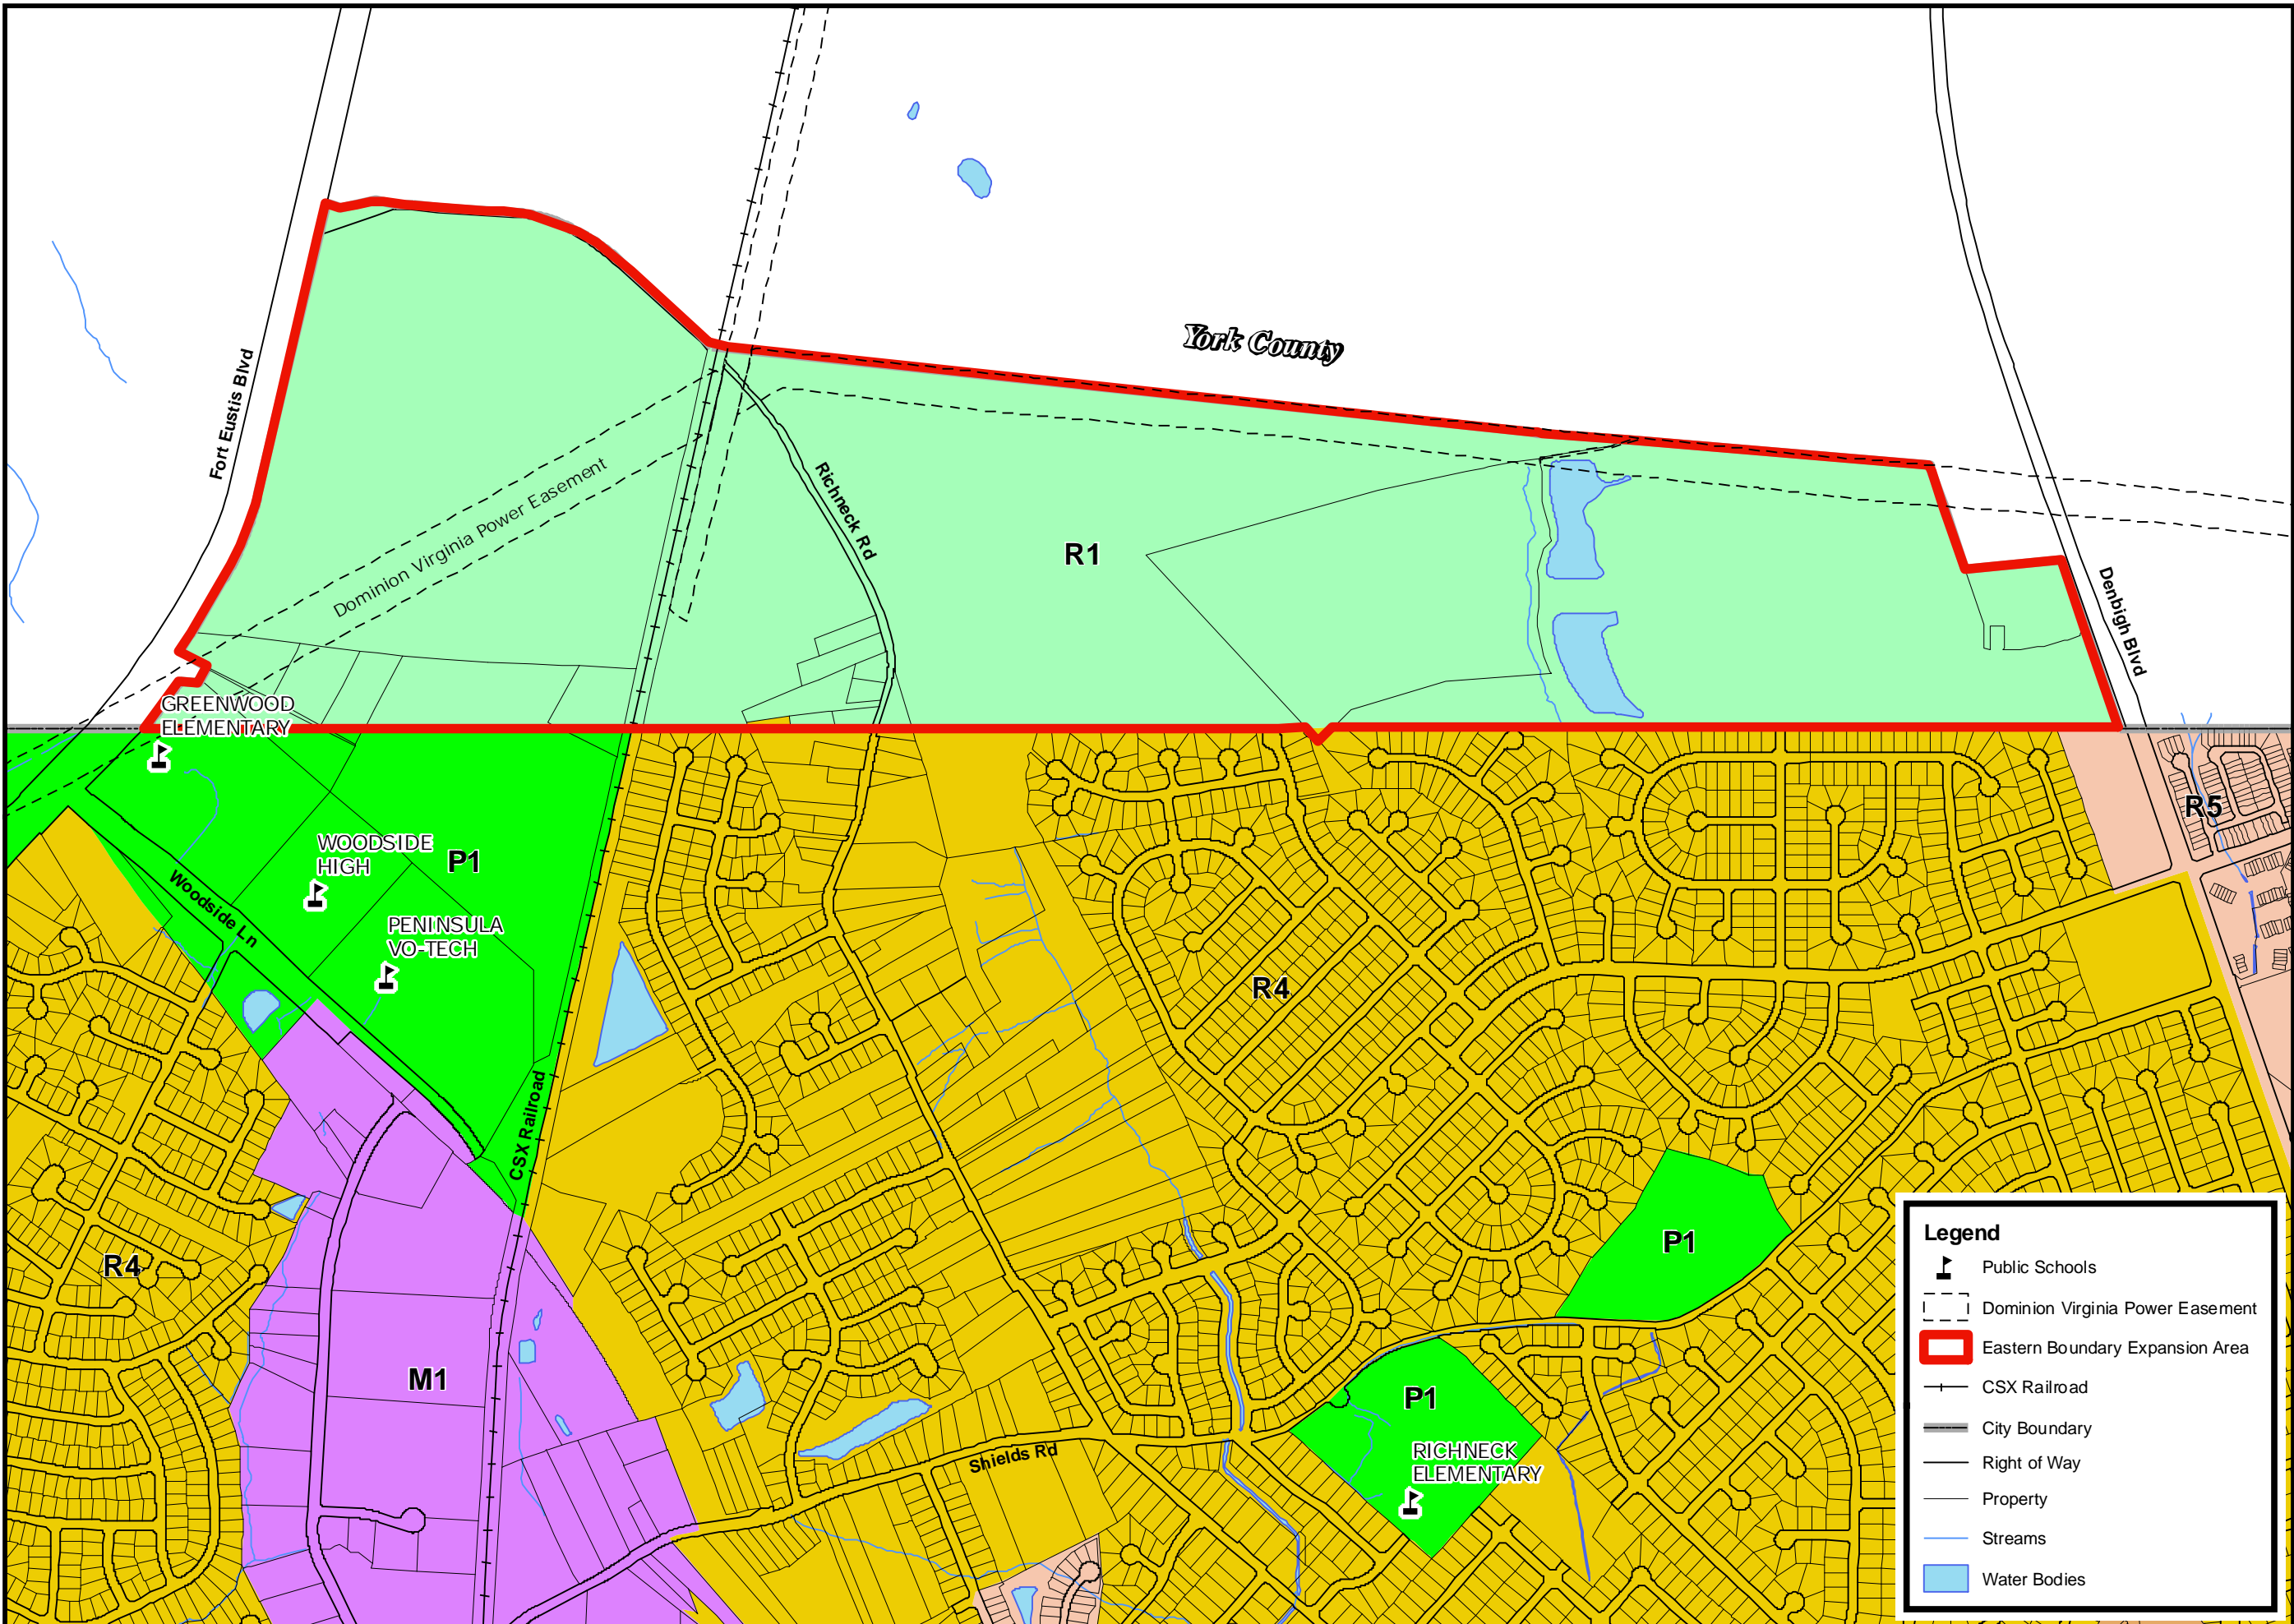 York County
Fort Eustis Blvd
Dominion Virginia Power Easement
Richneck Rd
R1
Denbigh Blvd
GREENWOOD
ELEMENTARY
WOODSIDE
HIGH
P1
R5
Woodside Ln
PENINSULA
VO-TECH
R4
CSX Railroad
R4
P1
M1
P1
Shields Rd
RICHNECK
ELEMENTARY
Legend
Public Schools
Dominion Virginia Power Easement
Eastern Boundary Expansion Area
CSX Railroad
City Boundary
Right of Way
Property
Streams
Water Bodies